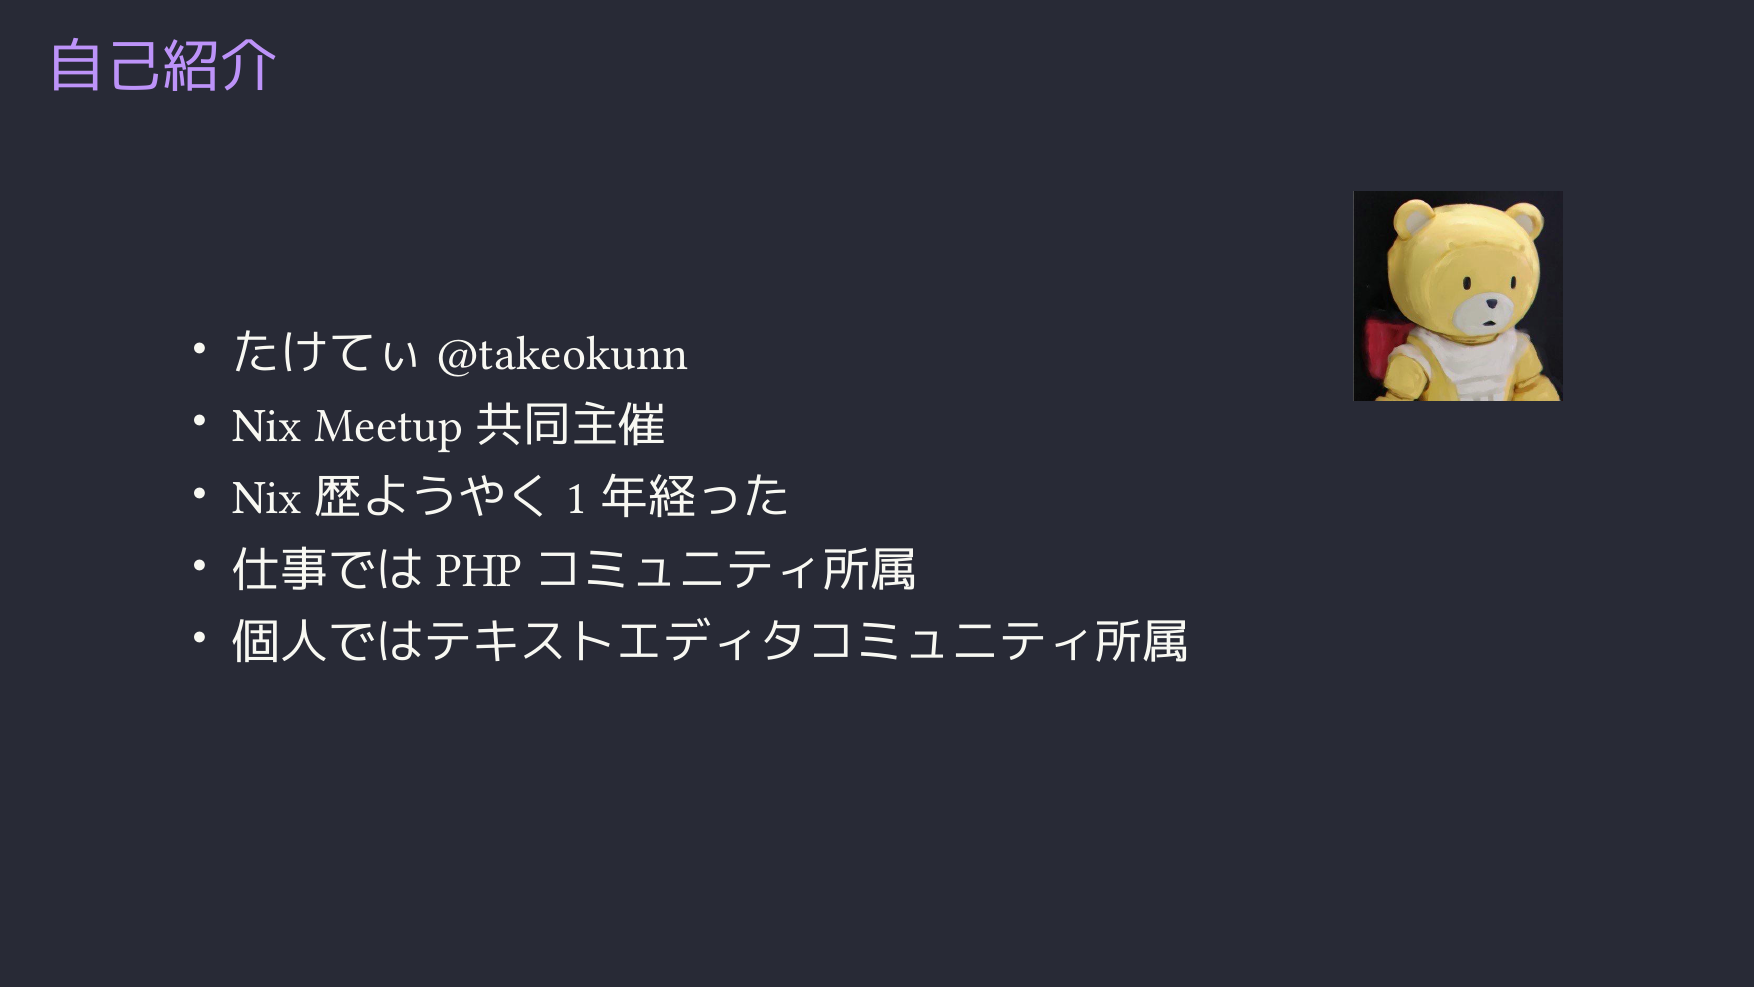 自己紹介
• たけてぃ @takeokunn
• Nix Meetup 共同主催
• Nix 歴ようやく 1 年経った
• 仕事では PHP コミュニティ所属
• 個人ではテキストエディタコミュニティ所属